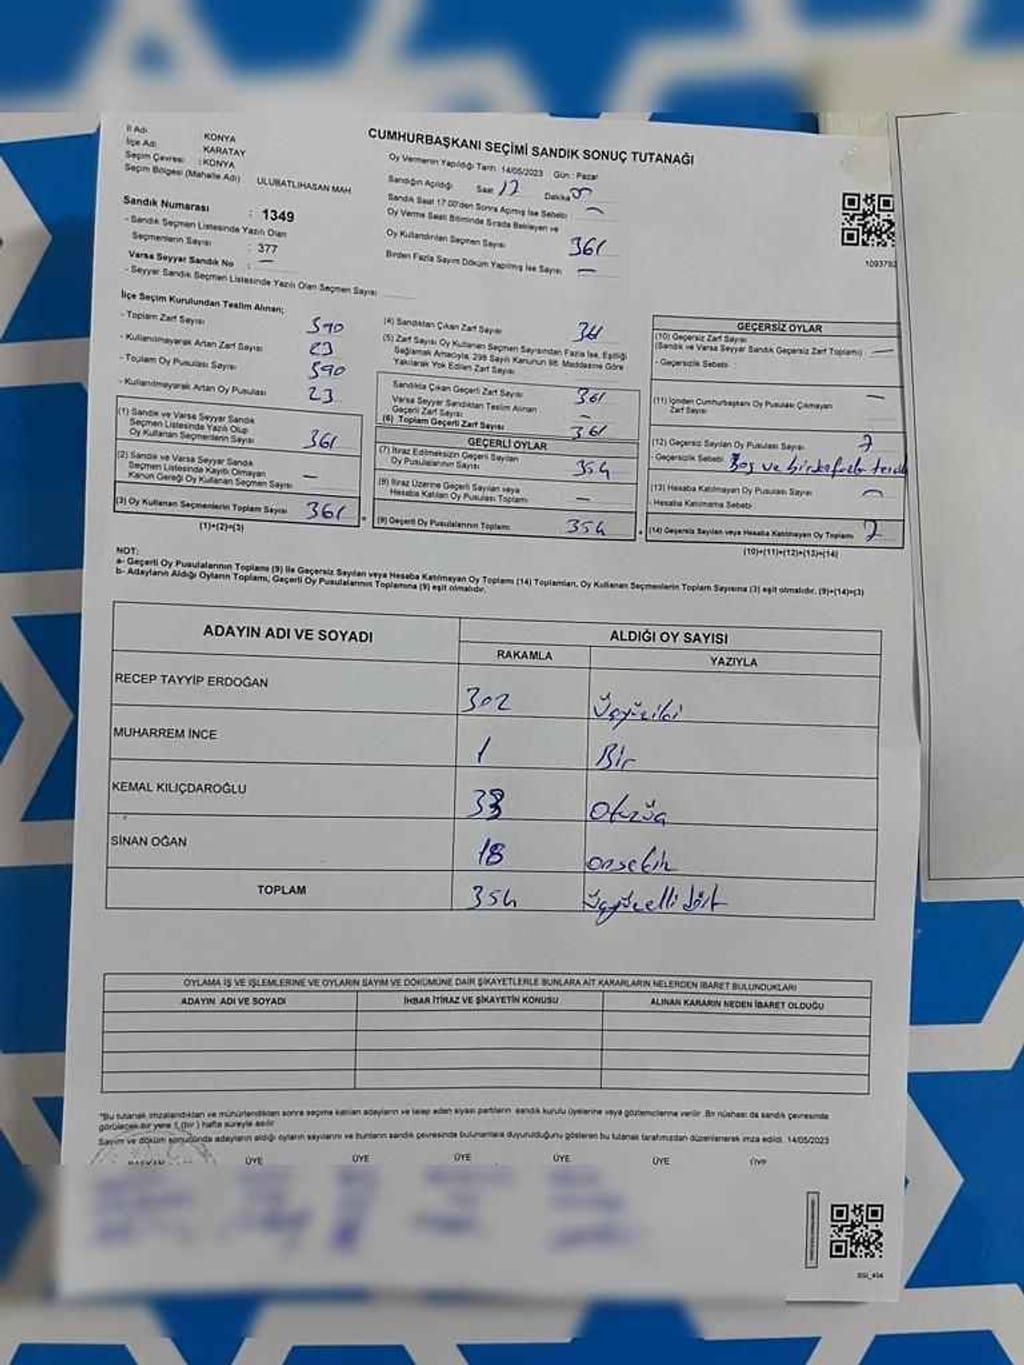 CUMHURBAŞKANI SEÇİMİ SANDIK SONUÇ TUTANAĞI
İl Adı KONYA
İlçe Adı KARATAY
Seçim Çevresi : KONYA
Seçim Bölgesi (Mahalle Adı) ULUBATLIHASAN MAH
Oy Vermenin Yapıldığı Tarih 14/05/2023 Gün : Pazar
Sandığın Açıldığı Saat 17 Dakika
Sandık Saat 17:00'den Sonra Açılmış İse Sebebi :
Oy Verme Saati Bitiminde Sırada Bekleyen ve
Oy Kullandırılan Seçmen Sayısı 361
Birden Fazla Sayım Döküm Yapılmış İse Sayısı —
Sandık Numarası : 1349
- Sandık Seçmen Listesinde Yazılı Olan
Seçmenlerin Sayısı : 377
Varsa Seyyar Sandık No : —
- Seyyar Sandık Seçmen Listesinde Yazılı Olan Seçmen Sayısı
İlçe Seçim Kurulundan Teslim Alınan;
- Toplam Zarf Sayısı 390
- Kullanılmayarak Artan Zarf Sayısı 23
- Toplam Oy Pusulası Sayısı 390
- Kullanılmayarak Artan Oy Pusulası 23
(1) Sandık ve Varsa Seyyar Sandık
Seçmen Listesinde Yazılı Olup
Oy Kullanan Seçmenlerin Sayısı 361
(2) Sandık ve Varsa Seyyar Sandık
Seçmen Listesinde Kayıtlı Olmayan
Kanun Gereği Oy Kullanan Seçmen Sayısı —
(3) Oy Kullanan Seçmenlerin Toplam Sayısı 361
(1)+(2)=(3)
(4) Sandıktan Çıkan Zarf Sayısı 361
(5) Zarf Sayısı Oy Kullanan Seçmen Sayısından Fazla İse, Eşitliği
Sağlamak Amacıyla, 298 Sayılı Kanunun 98. Maddesine Göre
Yakılarak Yok Edilen Zarf Sayısı
Sandıkta Çıkan Geçerli Zarf Sayısı 361
Varsa Seyyar Sandıktan Teslim Alınan
Geçerli Zarf Sayısı —
(6) Toplam Geçerli Zarf Sayısı 361
GEÇERLİ OYLAR
(7) İtiraz Edilmeksizin Geçerli Sayılan
Oy Pusulalarının Sayısı 354
(8) İtiraz Üzerine Geçerli Sayılan veya
Hesaba Katılan Oy Pusulası Toplamı —
(9) Geçerli Oy Pusulalarının Toplamı 354
1093792
GEÇERSİZ OYLAR
(10) Geçersiz Zarf Sayısı
(Sandık ve Varsa Seyyar Sandık Geçersiz Zarf Toplamı) : —
- Geçersizlik Sebebi :
(11) İçinden Cumhurbaşkanı Oy Pusulası Çıkmayan
Zarf Sayısı —
(12) Geçersiz Sayılan Oy Pusulası Sayısı 7
- Geçersizlik Sebebi : Boş ve birden fazla
(13) Hesaba Katılmayan Oy Pusulası Sayısı —
- Hesaba Katılmama Sebebi :
(14) Geçersiz Sayılan veya Hesaba Katılmayan Oy Toplamı 7
(10)+(11)+(12)+(13)=(14)
NOT:
a- Geçerli Oy Pusulalarının Toplamı (9) ile Geçersiz Sayılan veya Hesaba Katılmayan Oy Toplamı (14) Toplamları, Oy Kullanan Seçmenlerin Toplam Sayısına (3) eşit olmalıdır. (9)+(14)=(3)
b- Adayların Aldığı Oyların Toplamı, Geçerli Oy Pusulalarının Toplamına (9) eşit olmalıdır.
ADAYIN ADI VE SOYADI ALDIĞI OY SAYISI
RAKAMLA YAZIYLA
RECEP TAYYİP ERDOĞAN 302 Üçyüziki
MUHARREM İNCE 1 Bir
KEMAL KILIÇDAROĞLU 33 Otuzüç
SİNAN OĞAN 18 onsekiz
TOPLAM 354 Üçyüzellidört
OYLAMA İŞ VE İŞLEMLERİNE VE OYLARIN SAYIM VE DÖKÜMÜNE DAİR ŞİKAYETLERLE BUNLARA AİT KARARLARIN NELERDEN İBARET BULUNDUKLARI
ADAYIN ADI VE SOYADI İHBAR İTİRAZ VE ŞİKAYETİN KONUSU ALINAN KARARIN NEDEN İBARET OLDUĞU
*Bu tutanak imzalandıktan ve mühürlendikten sonra seçime katılan adayların ve talep eden siyasi partilerin sandık kurulu üyelerine veya gözlemcilerine verilir. Bir nüshası da sandık çevresinde
görülecek bir yere 1 (bir) hafta süreyle asılır.
Sayım ve döküm sonucunda adayların aldığı oyların sayılarını ve bunların sandık çevresinde bulunanlara duyurulduğunu gösteren bu tutanak tarafımızdan düzenlenerek imza edildi. 14/05/2023
BAŞKAN ÜYE ÜYE ÜYE ÜYE ÜYE ÜYE